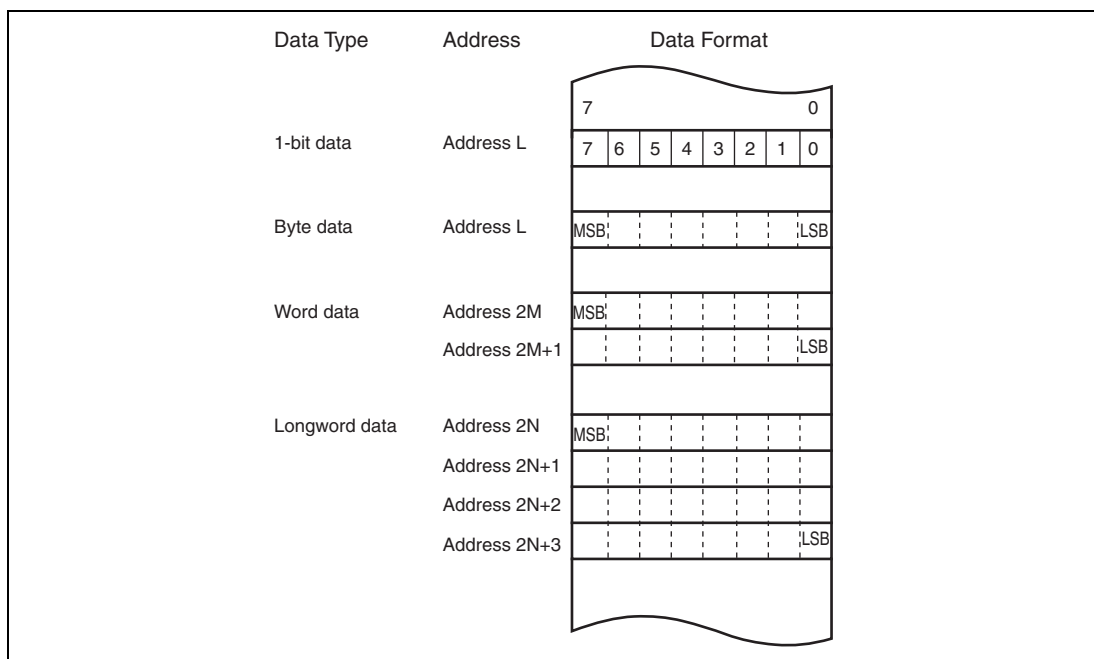 Data Type Address Data Format
7 0
1-bit data Address L 7 6 5 4 3 2 1 0
Byte data Address L MSB LSB
Word data Address 2M MSB
Address 2M+1 LSB
Longword data Address 2N MSB
Address 2N+1
Address 2N+2
Address 2N+3 LSB